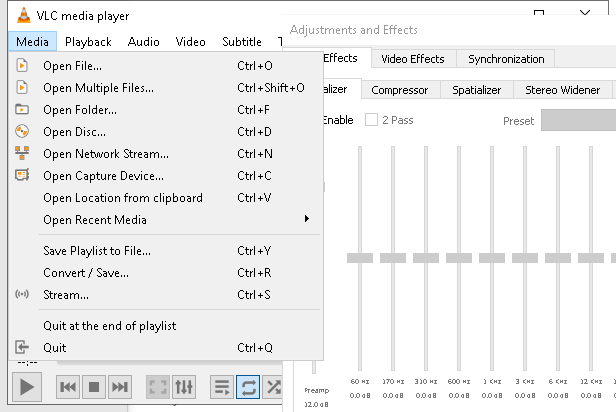 VLC media player
Adjustments and Effects
Media Playback Audio Video Subtitle T
Effects Video Effects Synchronization
alizer Compressor Spatializer Stereo Widener
Enable 2 Pass Preset
Open File... Ctrl+O
Open Multiple Files... Ctrl+Shift+O
Open Folder... Ctrl+F
Open Disc... Ctrl+D
Open Network Stream... Ctrl+N
Open Capture Device... Ctrl+C
Open Location from clipboard Ctrl+V
Open Recent Media
Save Playlist to File... Ctrl+Y
Convert / Save... Ctrl+R
Stream... Ctrl+S
Quit at the end of playlist
Quit Ctrl+Q
--:--
60 Hz 170 Hz 310 Hz 600 Hz 1 KHz 3 KHz 6 KHz 12 KHz
Preamp 0.0 dB 0.0 dB 0.0 dB 0.0 dB 0.0 dB 0.0 dB 0.0 dB 0.0 dB
12.0 dB